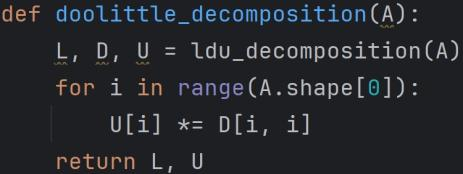 def doolittle_decomposition(A):
    L, D, U = ldu_decomposition(A)
    for i in range(A.shape[0]):
        U[i] *= D[i, i]
    return L, U